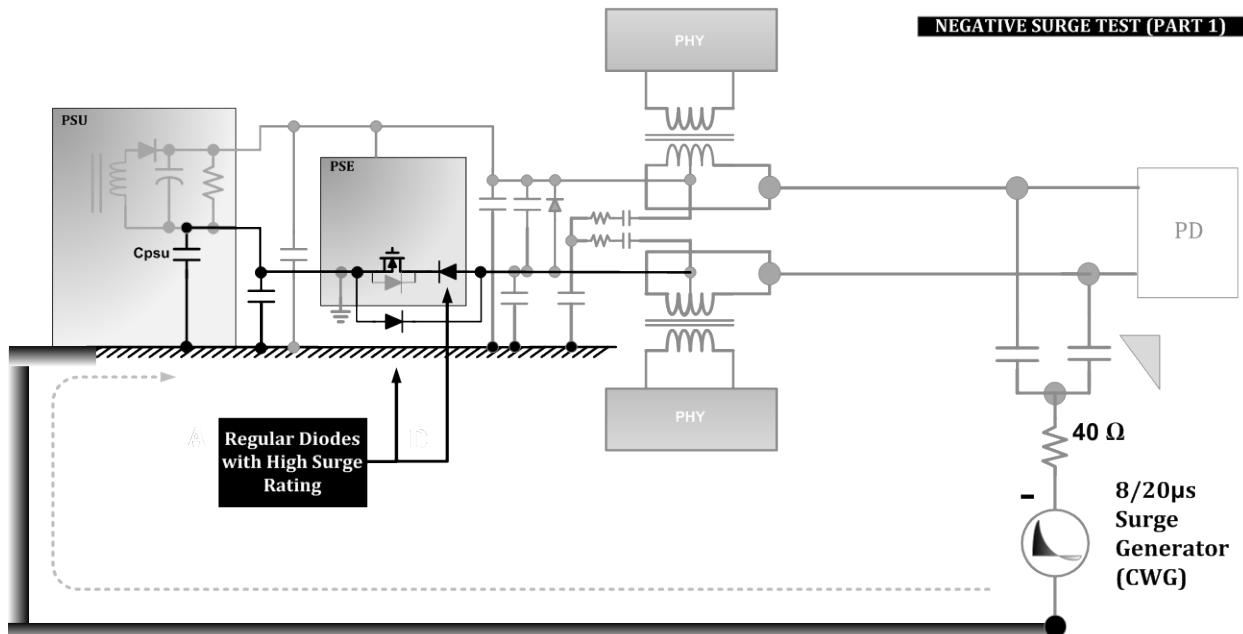 NEGATIVE SURGE TEST (PART 1)
PHY
PSU
PSE
Cpsu
PD
PHY
40 Ω
Regular Diodes
with High Surge
Rating
-
8/20µs
Surge
Generator
(CWG)